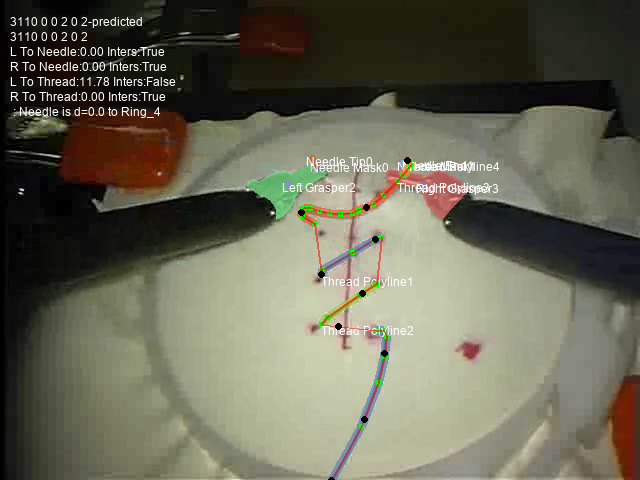 3110 0 0 2 0 2-predicted
3110 0 0 2 0 2
L To Needle:0.00 Inters:True
R To Needle:0.00 Inters:True
L To Thread:11.78 Inters:False
R To Thread:0.00 Inters:True
: Needle is d=0.0 to Ring_4
Needle Tip0
Needle Mask0
Left Grasper2
Right Grasper3
Thread Polyline1
Thread Polyline2